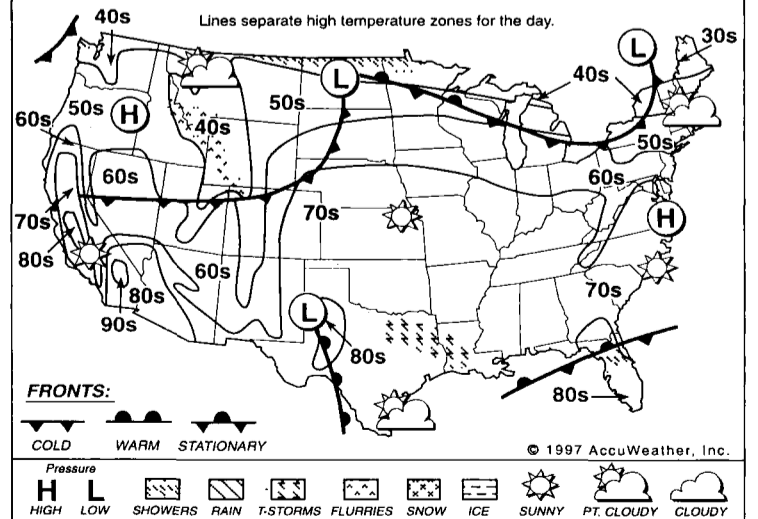 Lines separate high temperature zones for the day.
40s
30s
L
L
40s
50s
50s
H
40s
60s
50s
60s
60s
70s
70s
H
80s
60s
80s
70s
90s
L
80s
80s
FRONTS:
COLD
WARM
STATIONARY
© 1997 AccuWeather, Inc.
Pressure
H L
HIGH LOW SHOWERS RAIN T-STORMS FLURRIES SNOW ICE SUNNY PT. CLOUDY CLOUDY